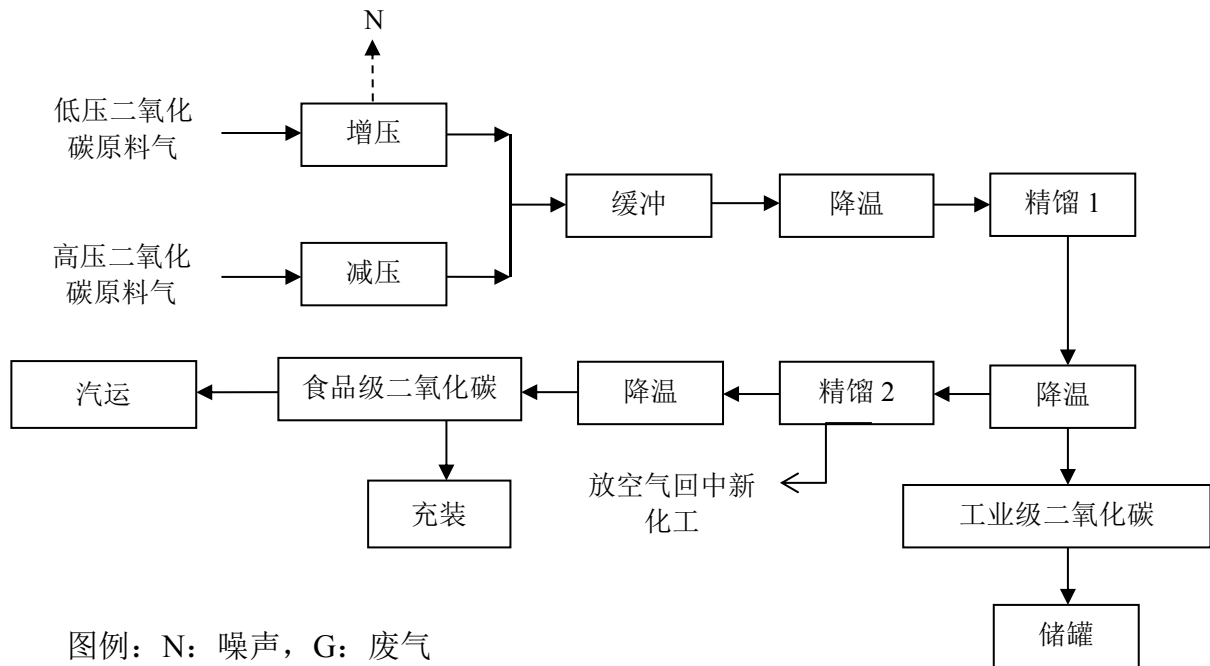 N
低压二氧化
碳原料气
增压
缓冲
降温
精馏 1
高压二氧化
碳原料气
减压
汽运
食品级二氧化碳
降温
精馏 2
降温
充装
放空气回中新
化工
工业级二氧化碳
储罐
图例：N：噪声，G：废气